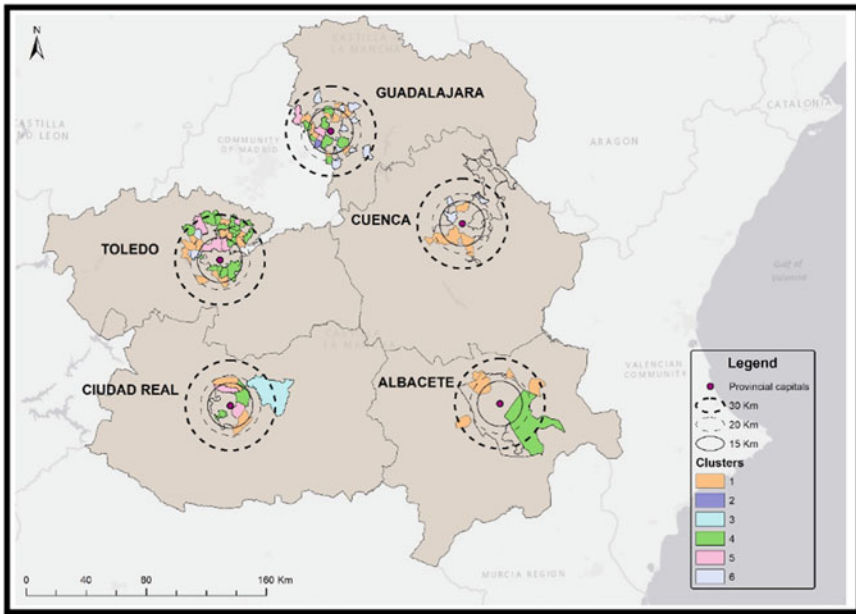 N
CASTILLA
LA MANCHA
GUADALAJARA
CATALONIA
CASTILLA
ND LEON
COMMUNITY
OF MADRID
ARAGON
CUENCA
TOLEDO
Gulf of
Valencia
CIUDAD REAL
ALBACETE
VALENCIAN
COMMUNITY
MURCIA REGION
Legend
Provincial capitals
30 Km
20 Km
15 Km
Clusters
1
2
3
4
5
6
0 40 80 160 Km